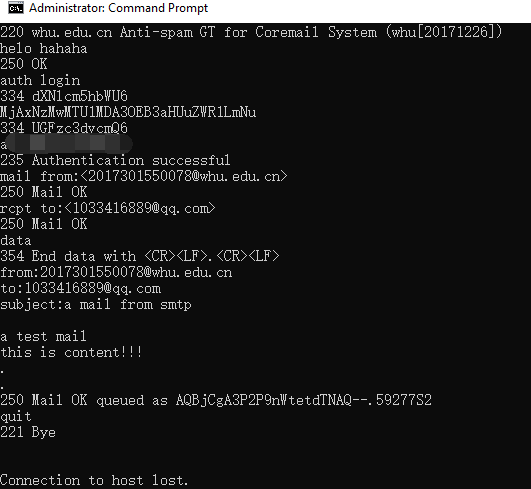 Administrator: Command Prompt
220 whu.edu.cn Anti-spam GT for Coremail System (whu[20171226])
helo hahaha
250 OK
auth login
334 dXNlcm5hbWU6
MjAxNzMwMTU1MDA3OEB3aHUuZWR1LmNu
334 UGFzc3dvcmQ6
a
235 Authentication successful
mail from:<2017301550078@whu.edu.cn>
250 Mail OK
rcpt to:<1033416889@qq.com>
250 Mail OK
data
354 End data with <CR><LF>.<CR><LF>
from:2017301550078@whu.edu.cn
to:1033416889@qq.com
subject:a mail from smtp
a test mail
this is content!!!
.
.
250 Mail OK queued as AQBjCgA3P2P9nWtetdTNAQ--.59277S2
quit
221 Bye
Connection to host lost.